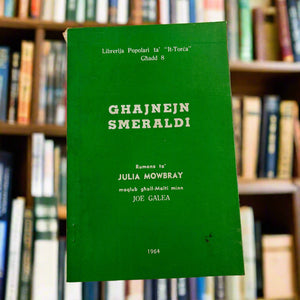 Librerija Popolari ta' "It-Torċa"
Għadd 8
GĦAJNEJN
SMERALDI
Rumanz ta'
JULIA MOWBRAY
maqlub għall-Malti minn
JOE GALEA
1964